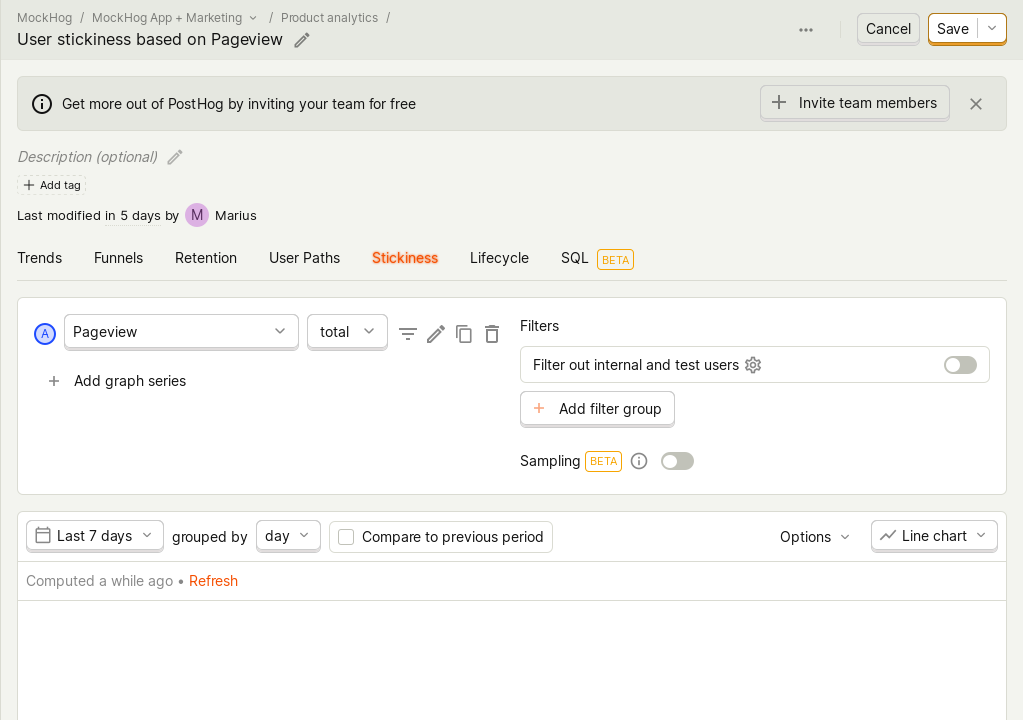 MockHog / MockHog App + Marketing / Product analytics /
User stickiness based on Pageview
Cancel
Save
Get more out of PostHog by inviting your team for free
Invite team members
Description (optional)
Add tag
Last modified in 5 days by M Marius
Trends Funnels Retention User Paths Stickiness Lifecycle SQL BETA
A Pageview total
Add graph series
Filters
Filter out internal and test users
Add filter group
Sampling BETA
Last 7 days grouped by day Compare to previous period Options Line chart
Computed a while ago • Refresh